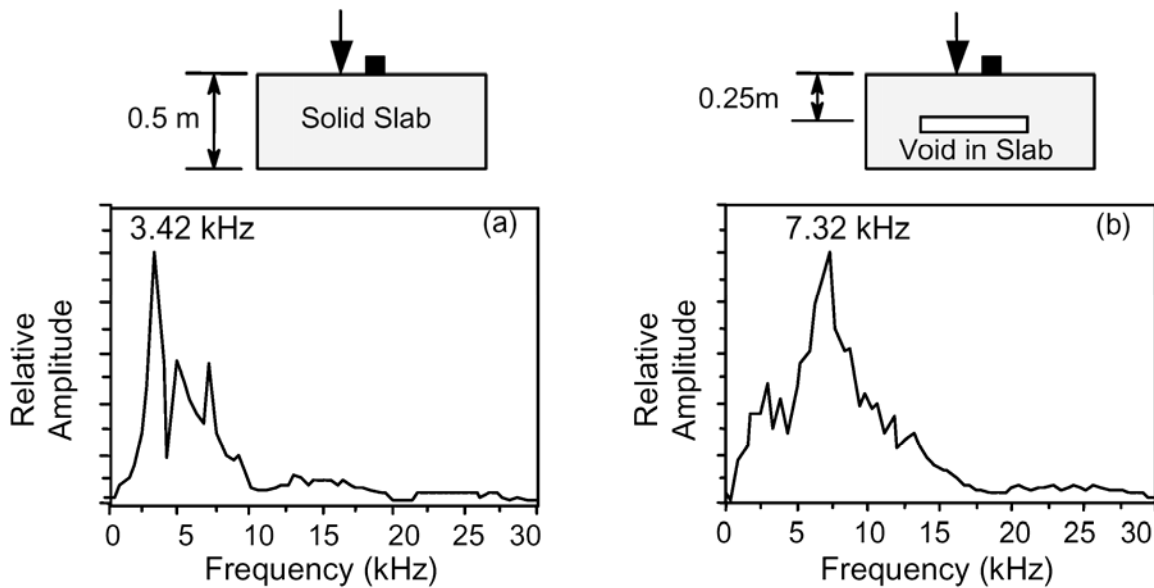 0.5 m
Solid Slab
0.25m
Void in Slab
3.42 kHz
(a)
Relative
Amplitude
0 5 10 15 20 25 30
Frequency (kHz)
7.32 kHz
(b)
Relative
Amplitude
0 5 10 15 20 25 30
Frequency (kHz)